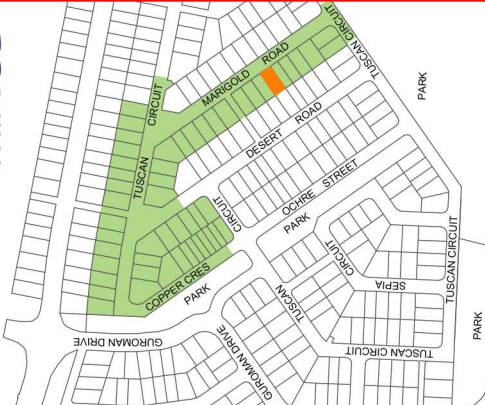 TUSCAN CIRCUIT
MARIGOLD ROAD
PARK
CIRCUIT
TUSCAN
DESERT ROAD
OCHRE STREET
CIRCUIT
PARK
COPPER CRES
PARK
CIRCUIT
TUSCAN
SEPIA
TUSCAN CIRCUIT
PARK
GUROMAN DRIVE
GUROMAN DRIVE
TUSCAN CIRCUIT